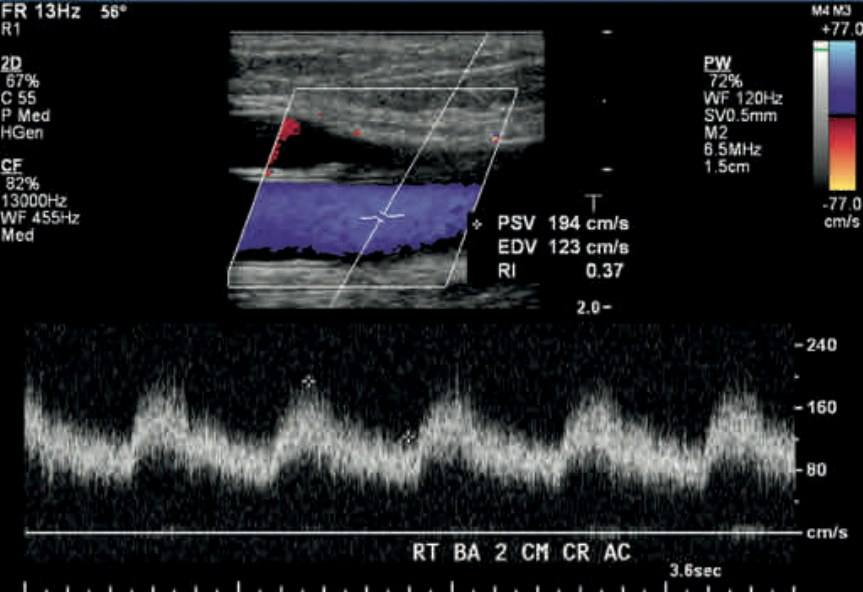 FR 13Hz 56°
R1
M4 M3
+77.0
2D
67%
C 55
P Med
HGen
CF
82%
13000Hz
WF 455Hz
Med
PW
72%
WF 120Hz
SV0.5mm
M2
6.5MHz
1.5cm
-77.0
cm/s
PSV 194 cm/s
EDV 123 cm/s
RI 0.37
2.0-
240
160
80
cm/s
RT BA 2 CM CR AC
3.6sec